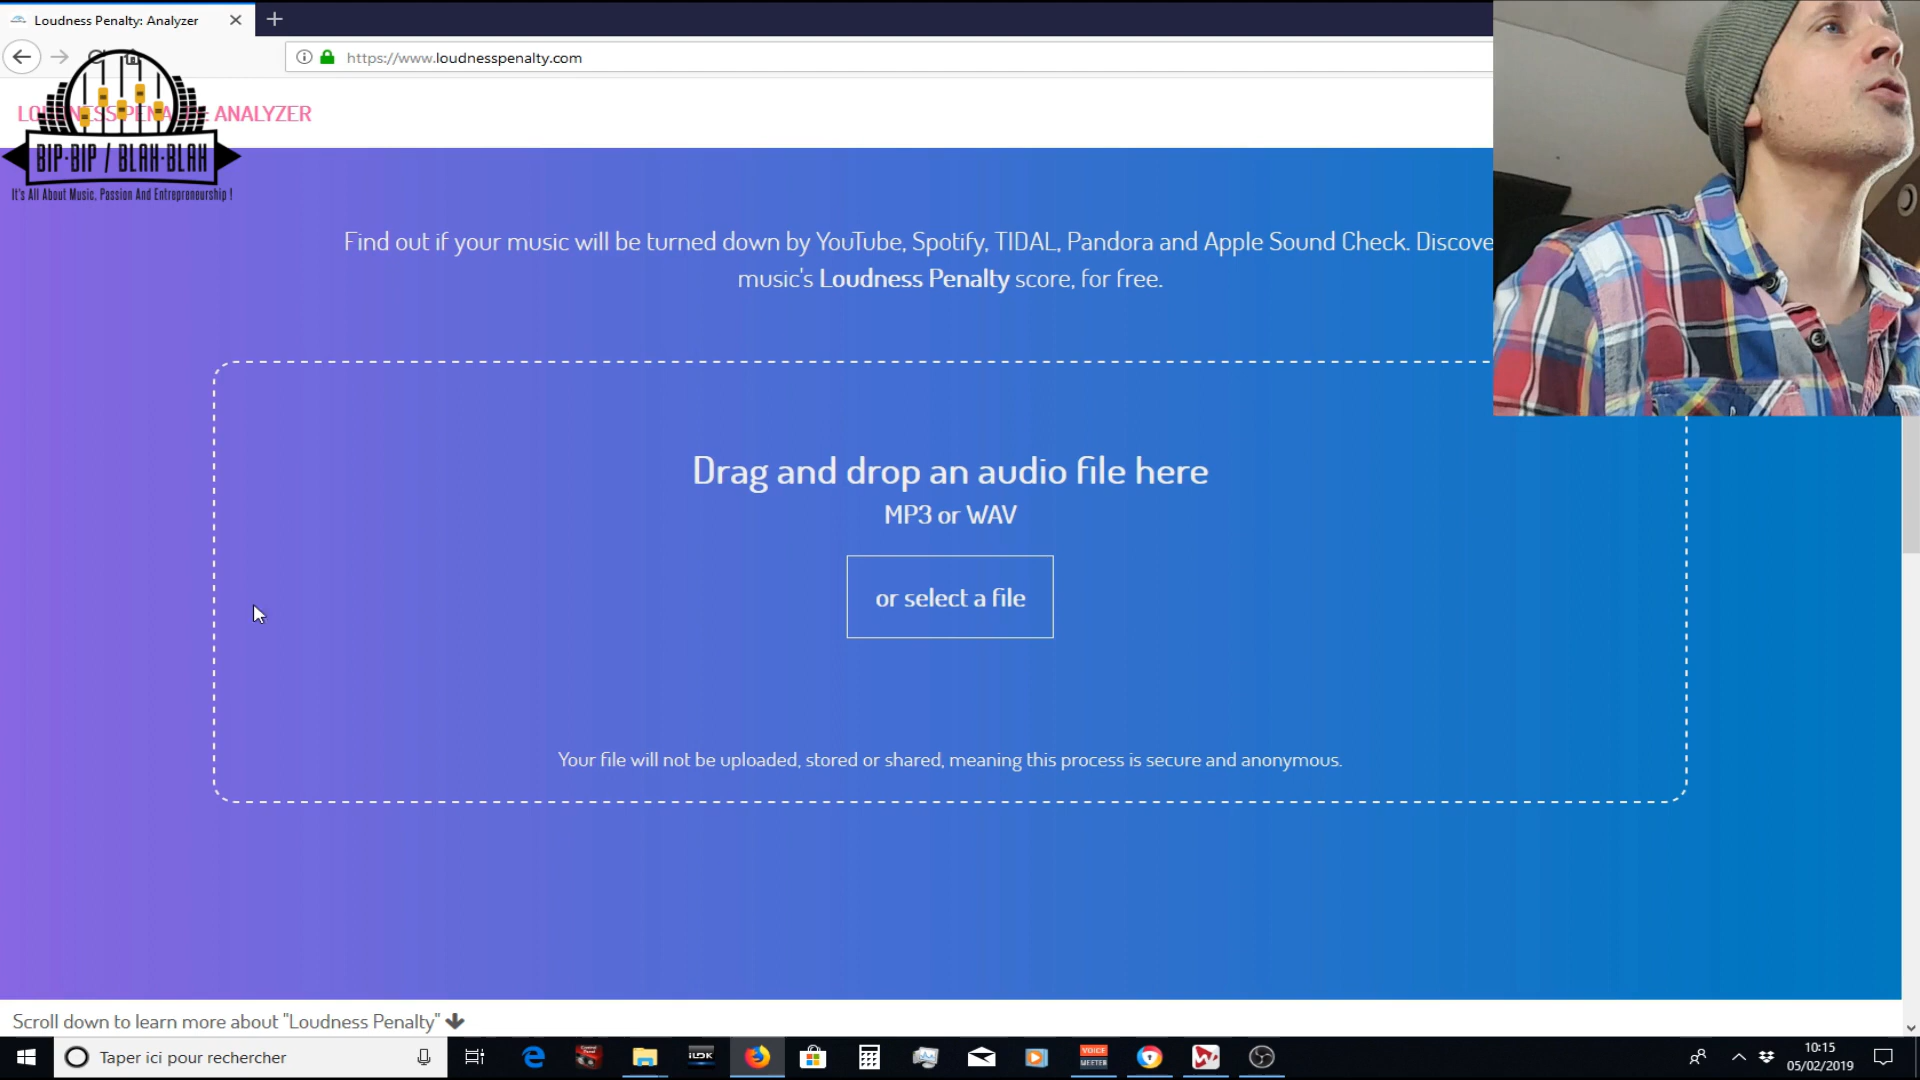 Loudness Penalty: Analyzer
https://www.loudnesspenalty.com
ANALYZER
BIP-BIP / BLAH-BLAH
It's All About Music, Passion And Entrepreneurship !
Find out if your music will be turned down by YouTube, Spotify, TIDAL, Pandora and Apple Sound Check. Discove
music's Loudness Penalty score, for free.
Drag and drop an audio file here
MP3 or WAV
or select a file
Your file will not be uploaded, stored or shared, meaning this process is secure and anonymous.
Scroll down to learn more about "Loudness Penalty"
Taper ici pour rechercher
iLOK
VOICE
MEETER
10:15
05/02/2019